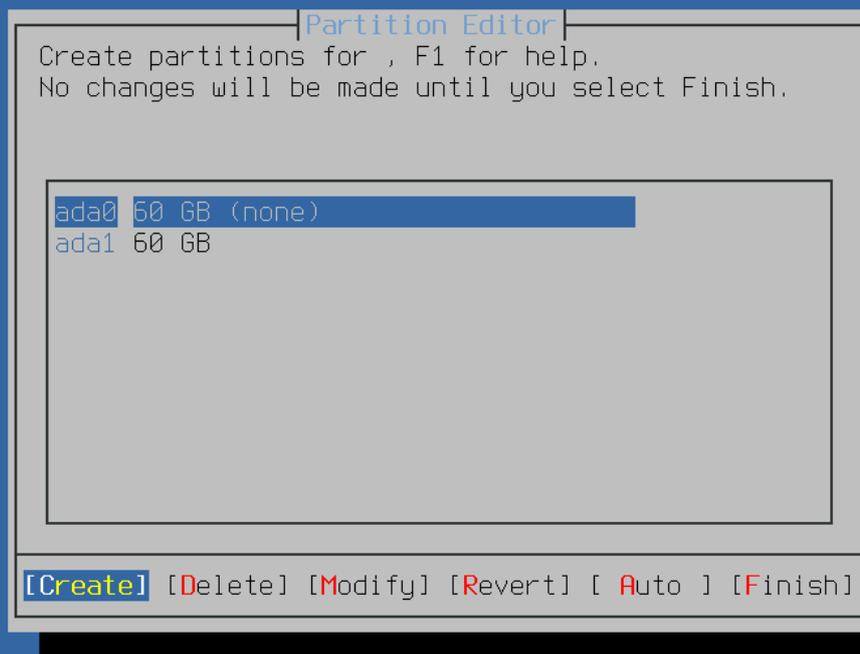 Partition Editor
Create partitions for , F1 for help.
No changes will be made until you select Finish.
ada0 60 GB (none)
ada1 60 GB
[Create] [Delete] [Modify] [Revert] [ Auto ] [Finish]